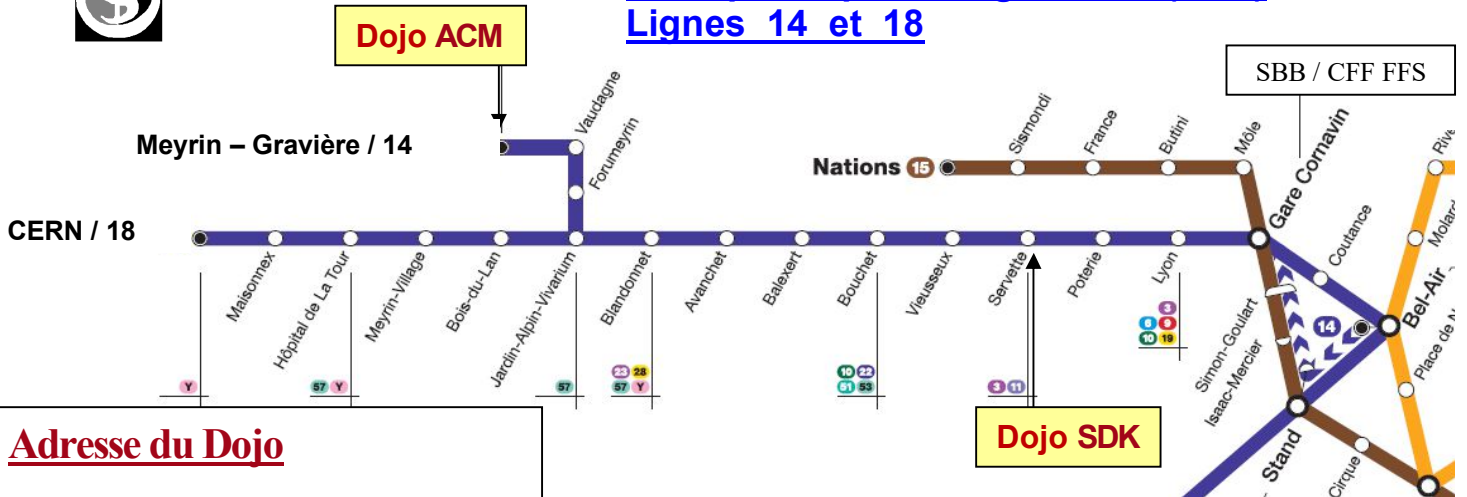 Lignes 14 et 18
Dojo ACM
SBB / CFF FFS
Meyrin – Gravière / 14
Vaudagne
Forumeyrin
Nations 15
Sismondi
France
Butini
Môle
Gare Cornavin
Coutance
CERN / 18
Maisonnex
Hôpital de La Tour
Meyrin-Village
Bois-du-Lan
Jardin-Alpin-Vivarium
Blandonnet
Avanchet
Balexert
Bouchet
Vieusseux
Servette
Poterie
Lyon
Bel-Air
Place de
14
Simon-Goulart
Isaac-Mercier
Stand
Cirque
3
6 9
10 19
Y
57 Y
57
23 28
57 Y
10 22
51 53
3 11
Dojo SDK
Adresse du Dojo